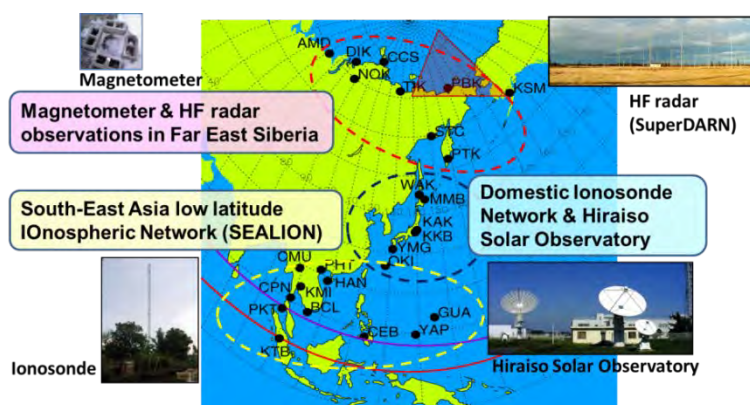 AMD
DIK
CCS
NOK
TIK
PBK
KSM
STC
PTK
Magnetometer
HF radar
(SuperDARN)
Magnetometer & HF radar
observations in Far East Siberia
WAK
MMB
KAK
KKB
YMG
OKI
South-East Asia low latitude
IOnospheric Network (SEALION)
Domestic Ionosonde
Network & Hiraiso
Solar Observatory
CMU
PHT
HAN
CPN
KMI
PKT
BCL
GUA
CEB
YAP
KTB
Ionosonde
Hiraiso Solar Observatory